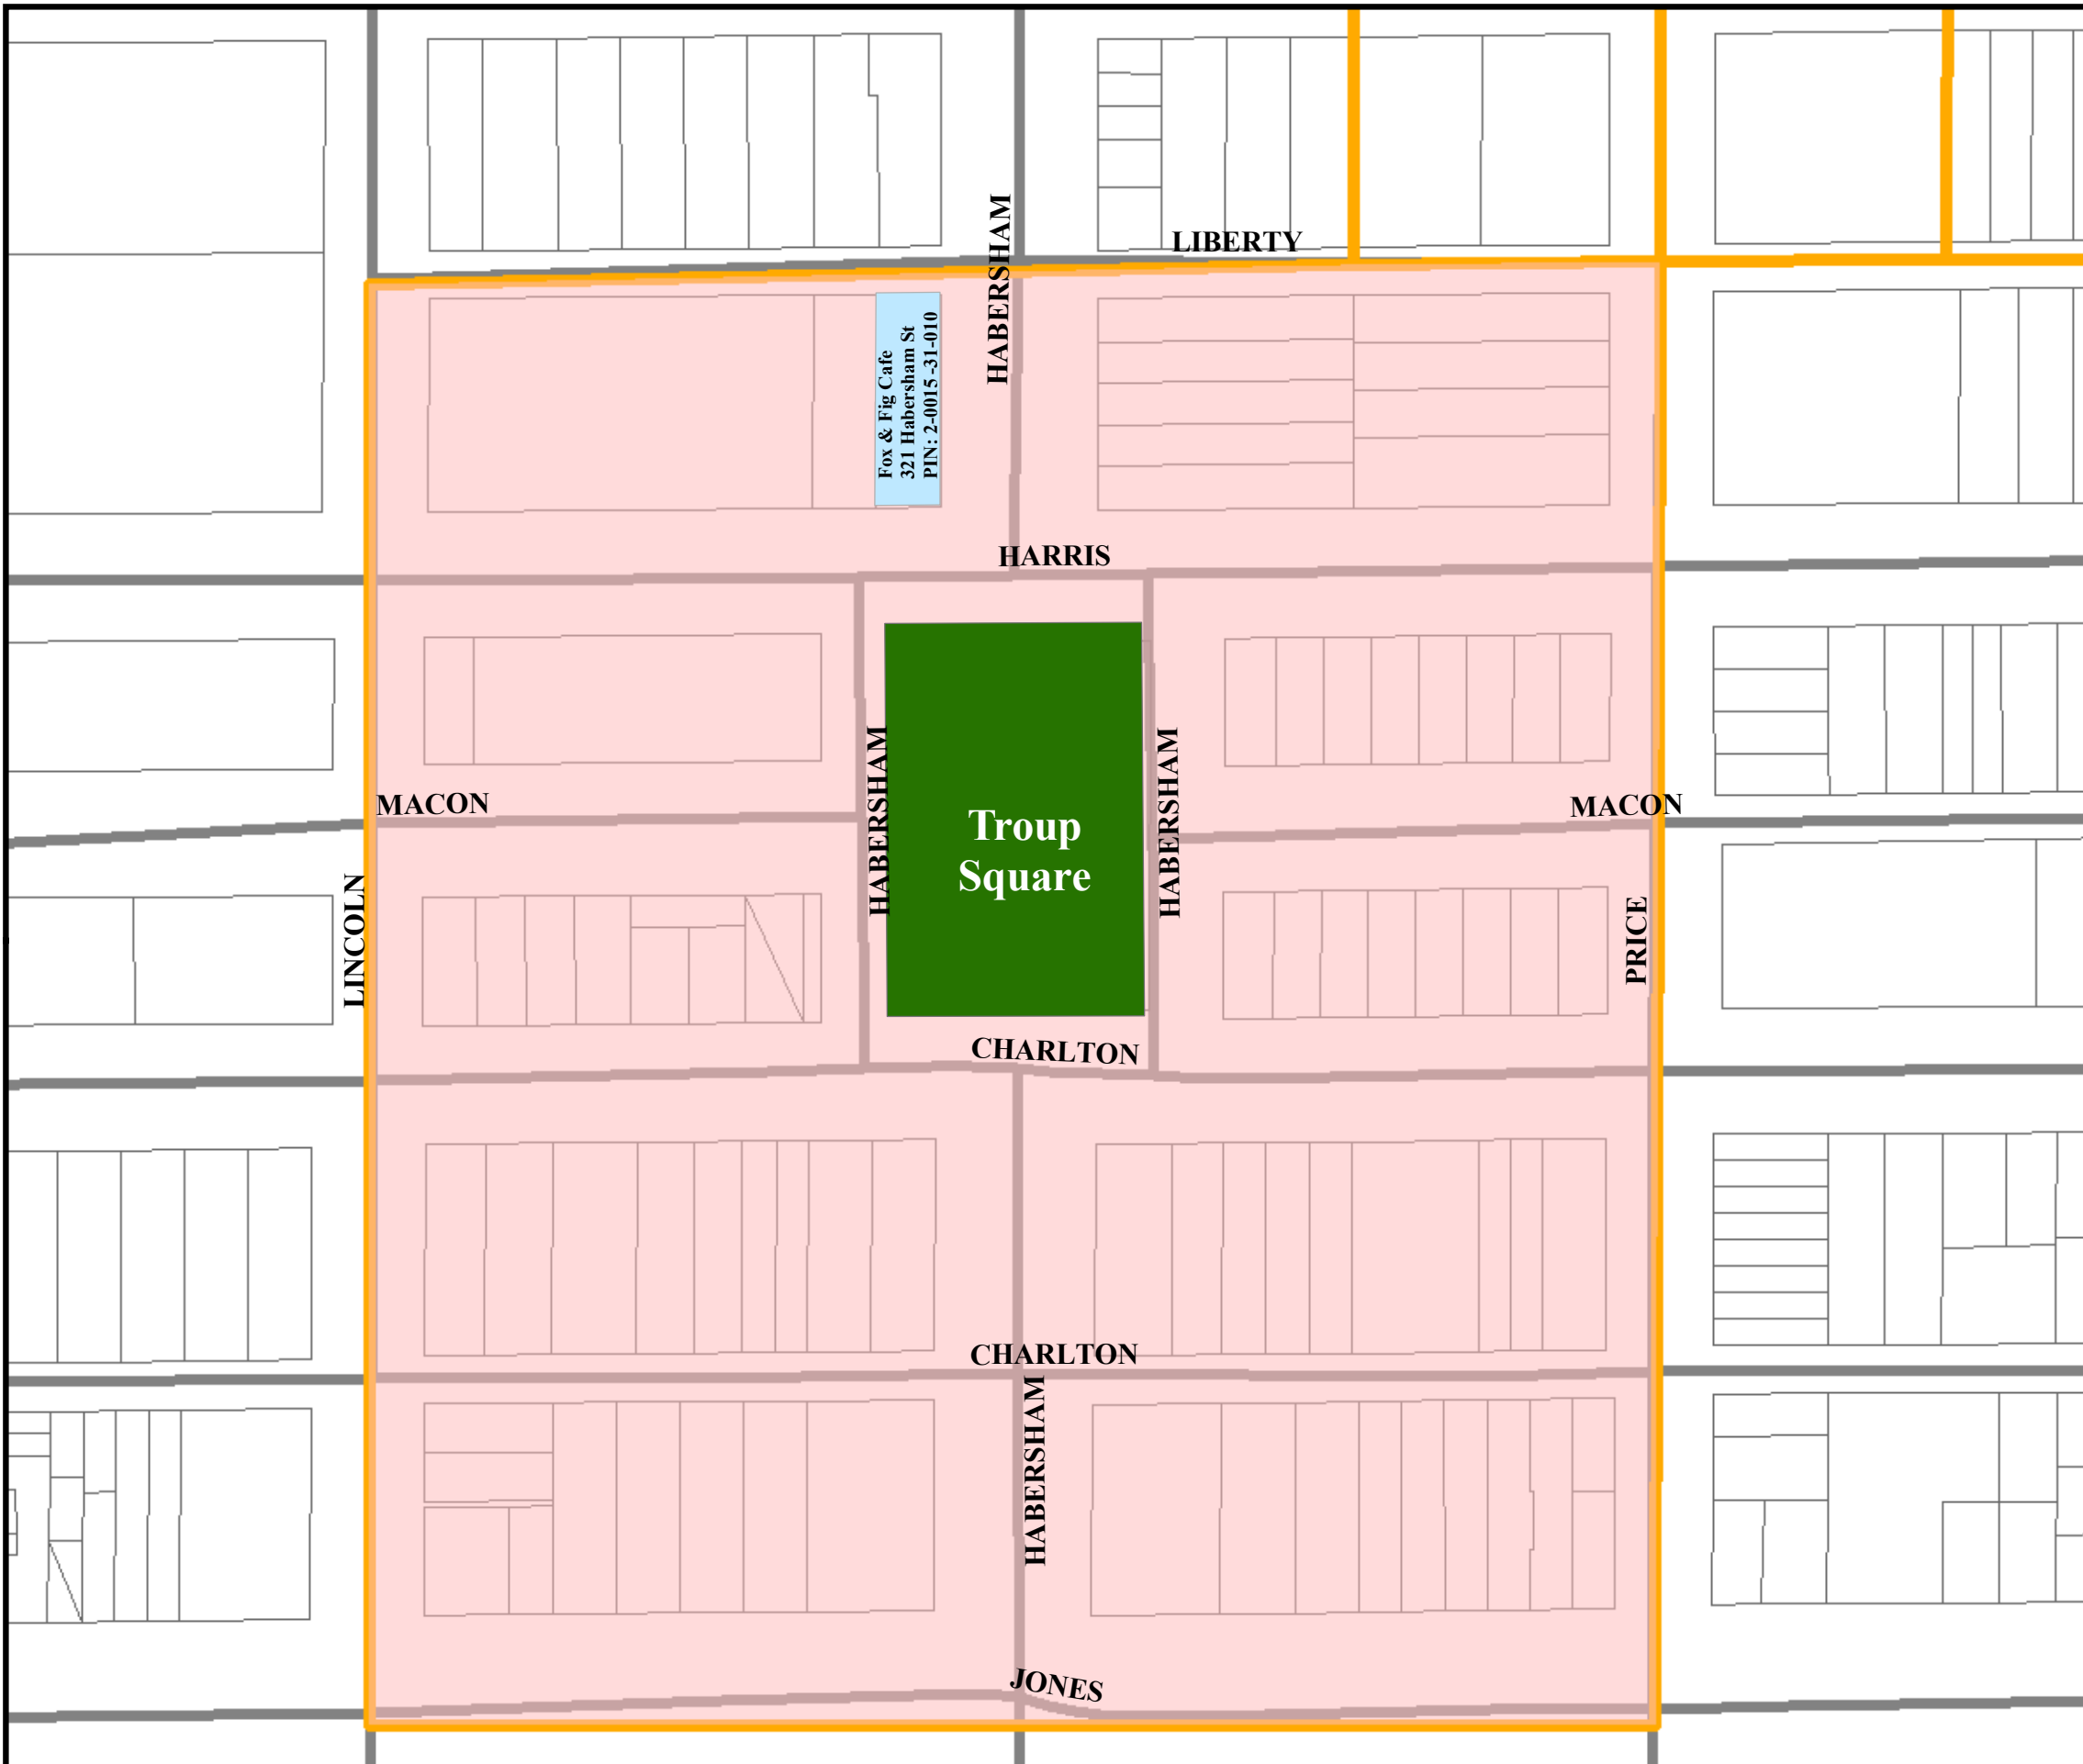 HABERSHAM
LIBERTY
Fox & Fig Cafe
321 Habersham St
PIN: 2-0015 -31-010
HARRIS
MACON
HABERSHAM
Troup
Square
HABERSHAM
MACON
LINCOLN
PRICE
CHARLTON
CHARLTON
HABERSHAM
JONES